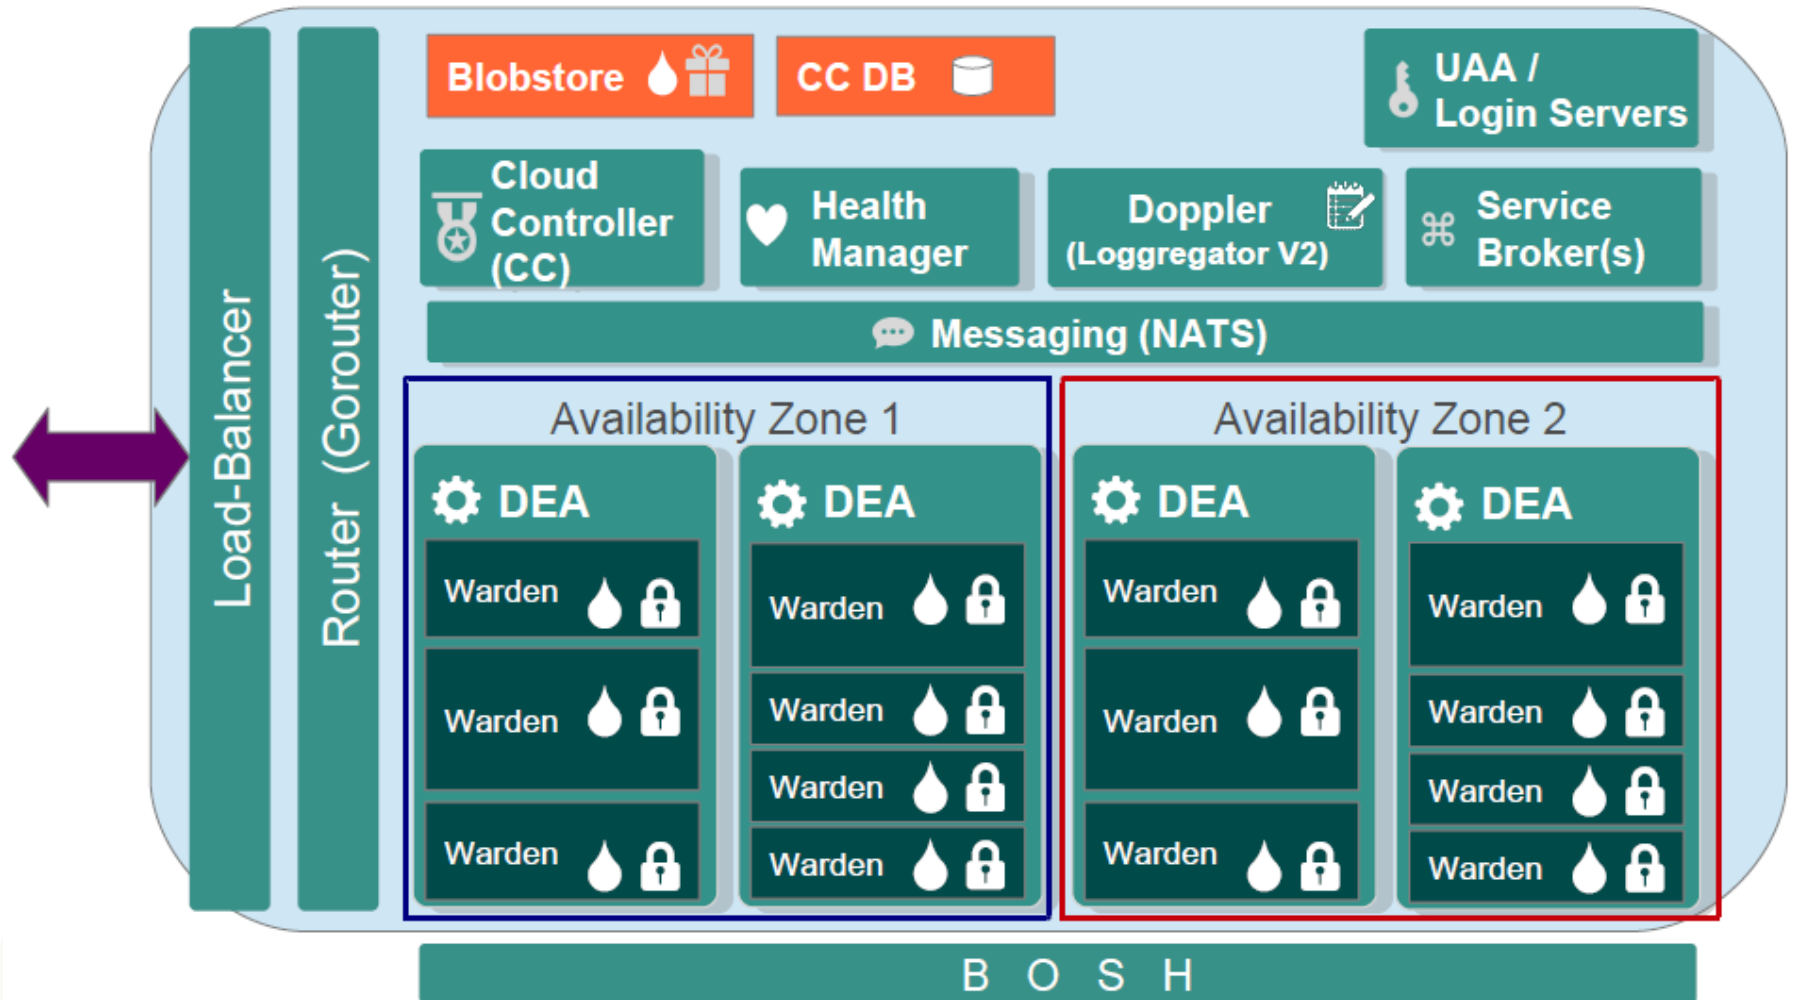 Load-Balancer
Router (Gorouter)
Blobstore
CC DB
UAA /
Login Servers
Cloud
Controller
(CC)
Health
Manager
Doppler
(Loggregator V2)
Service
Broker(s)
Messaging (NATS)
Availability Zone 1
DEA
Warden
Warden
Warden
DEA
Warden
Warden
Warden
Warden
Availability Zone 2
DEA
Warden
Warden
Warden
DEA
Warden
Warden
Warden
Warden
B O S H